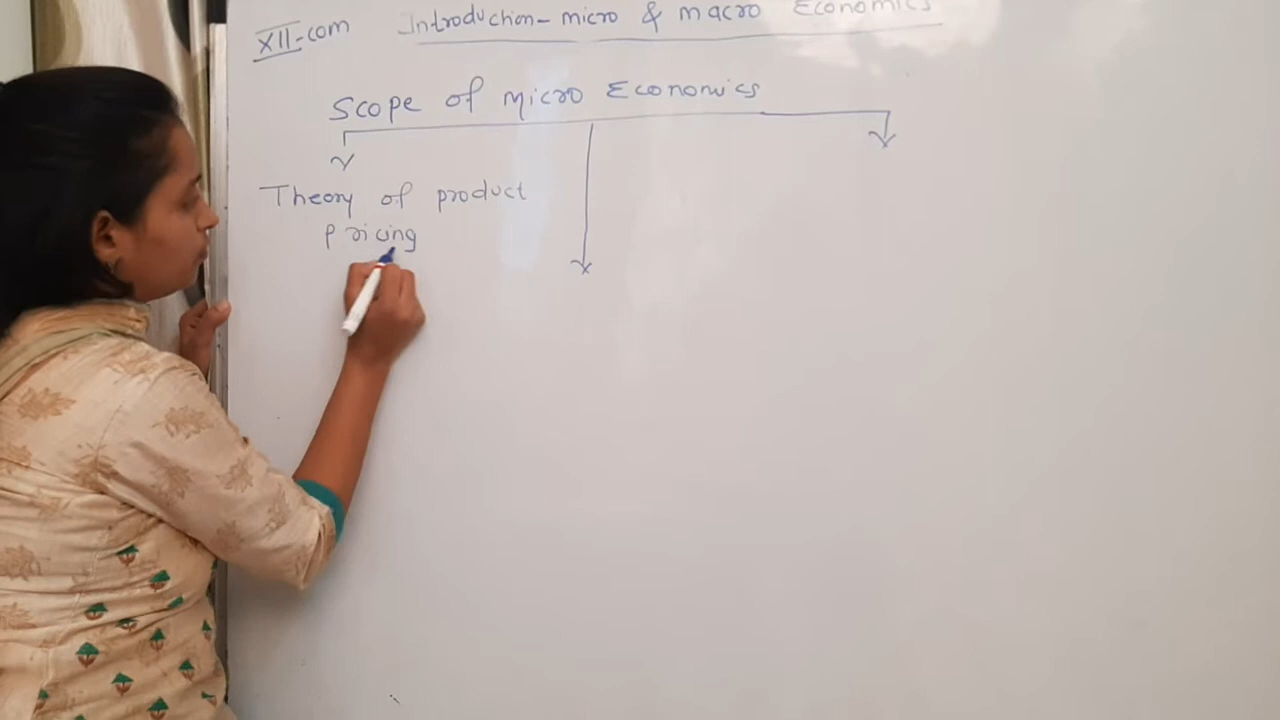 XII-com Introduction- micro & macro Economics
Scope of micro Economics
Theory of product
pricing